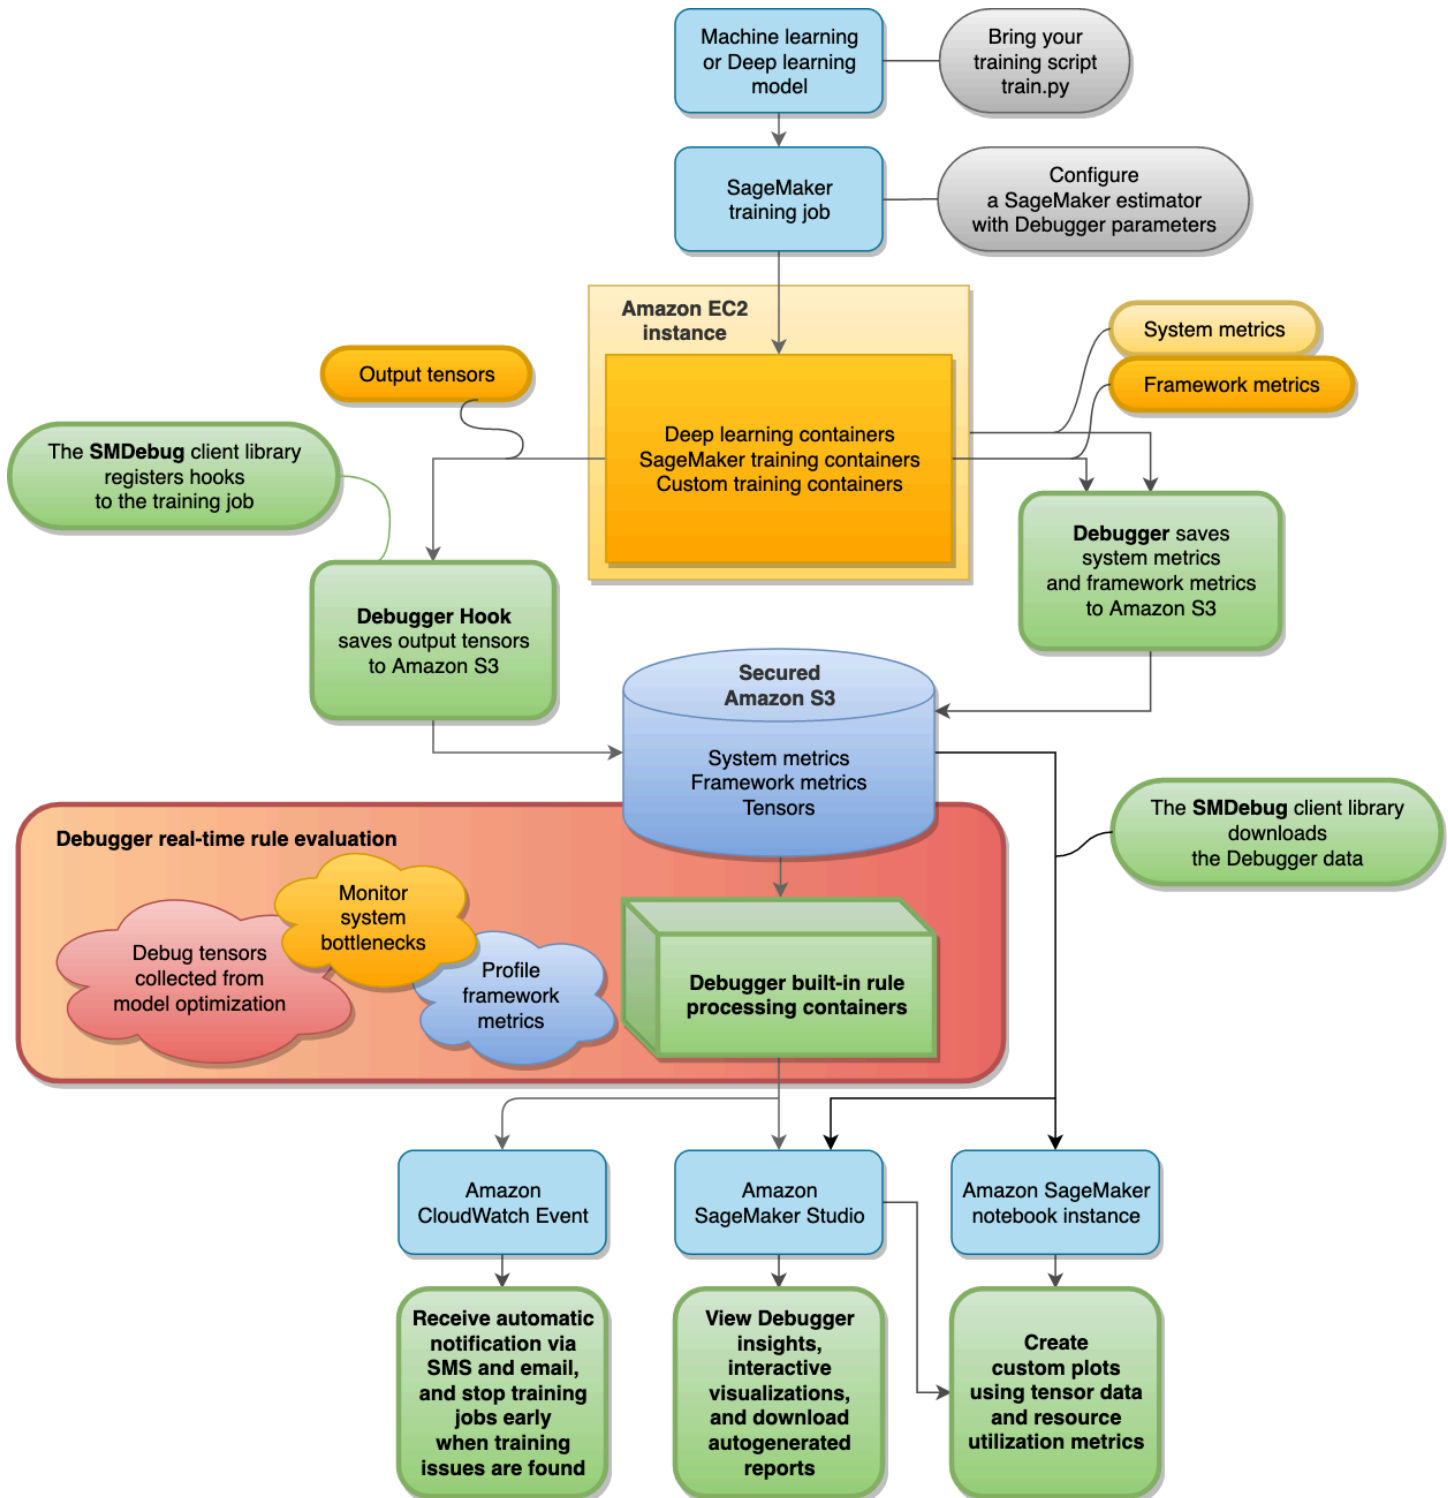 Machine learning
or Deep learning
model
Bring your
training script
train.py
SageMaker
training job
Configure
a SageMaker estimator
with Debugger parameters
Amazon EC2
instance
System metrics
Framework metrics
Output tensors
Deep learning containers
SageMaker training containers
Custom training containers
The SMDebug client library
registers hooks
to the training job
Debugger saves
system metrics
and framework metrics
to Amazon S3
Debugger Hook
saves output tensors
to Amazon S3
Secured
Amazon S3
System metrics
Framework metrics
Tensors
The SMDebug client library
downloads
the Debugger data
Debugger real-time rule evaluation
Monitor
system
bottlenecks
Debug tensors
collected from
model optimization
Profile
framework
metrics
Debugger built-in rule
processing containers
Amazon
CloudWatch Event
Amazon
SageMaker Studio
Amazon SageMaker
notebook instance
Receive automatic
notification via
SMS and email,
and stop training
jobs early
when training
issues are found
View Debugger
insights,
interactive
visualizations,
and download
autogenerated
reports
Create
custom plots
using tensor data
and resource
utilization metrics